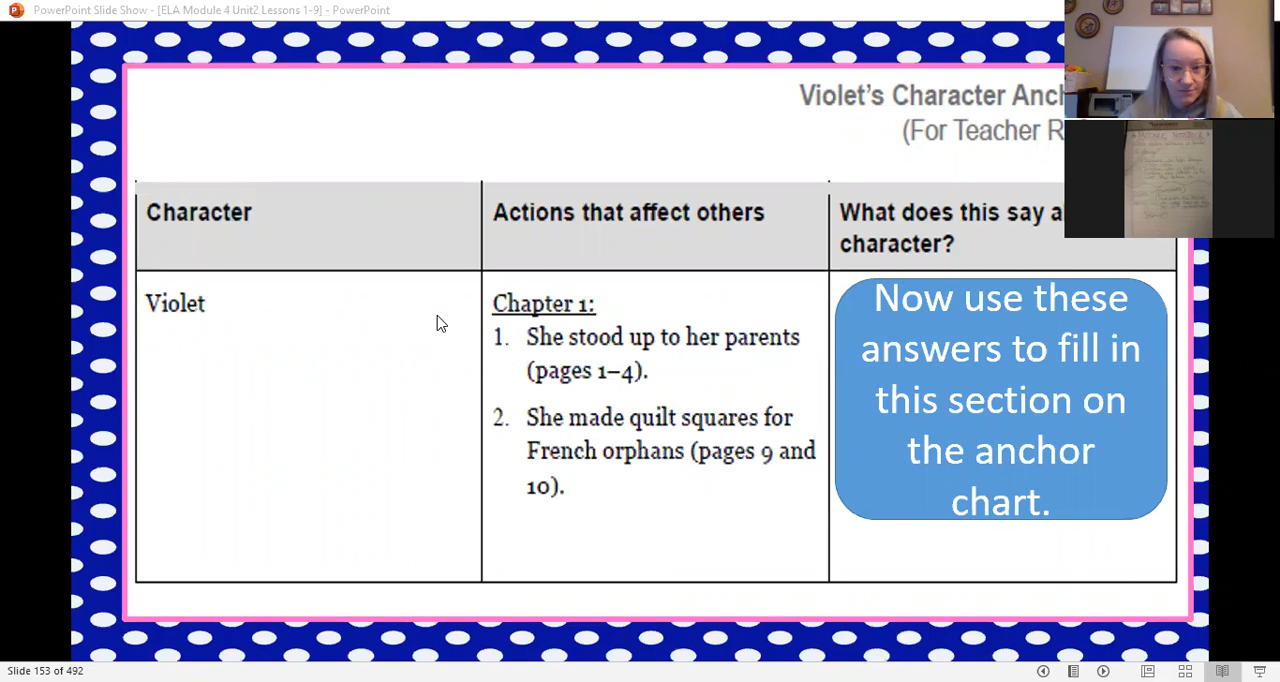 PowerPoint Slide Show - [ELA Module 4 Unit2 Lessons 1-9] - PowerPoint
Violet's Character Anc
(For Teacher R
Character
Actions that affect others
What does this say a
character?
Violet
Chapter 1:
1. She stood up to her parents
(pages 1–4).
2. She made quilt squares for
French orphans (pages 9 and
10).
Now use these
answers to fill in
this section on
the anchor
chart.
Slide 153 of 492